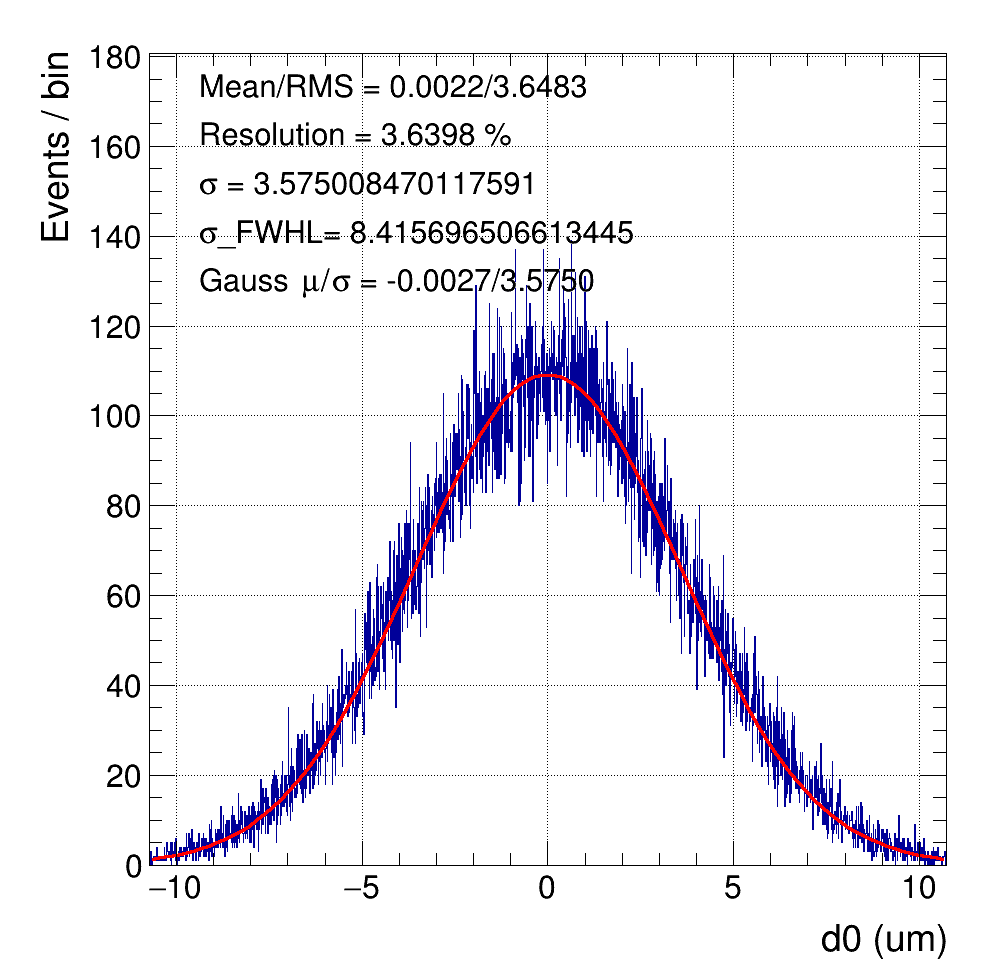 Events / bin
180
160
140
120
100
80
60
40
20
0
Mean/RMS = 0.0022/3.6483
Resolution = 3.6398 %
σ = 3.575008470117591
σ_FWHL= 8.415696506613445
Gauss μ/σ = -0.0027/3.5750
−10 −5 0 5 10
d0 (um)